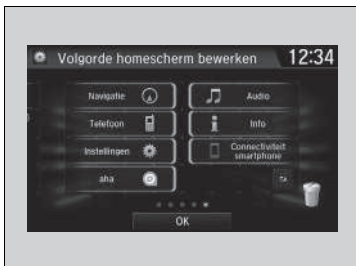 Volgorde homescherm bewerken 12:34
Navigatie Audio
Telefoon Info
Instellingen Connectiviteit
smartphone
aha
OK